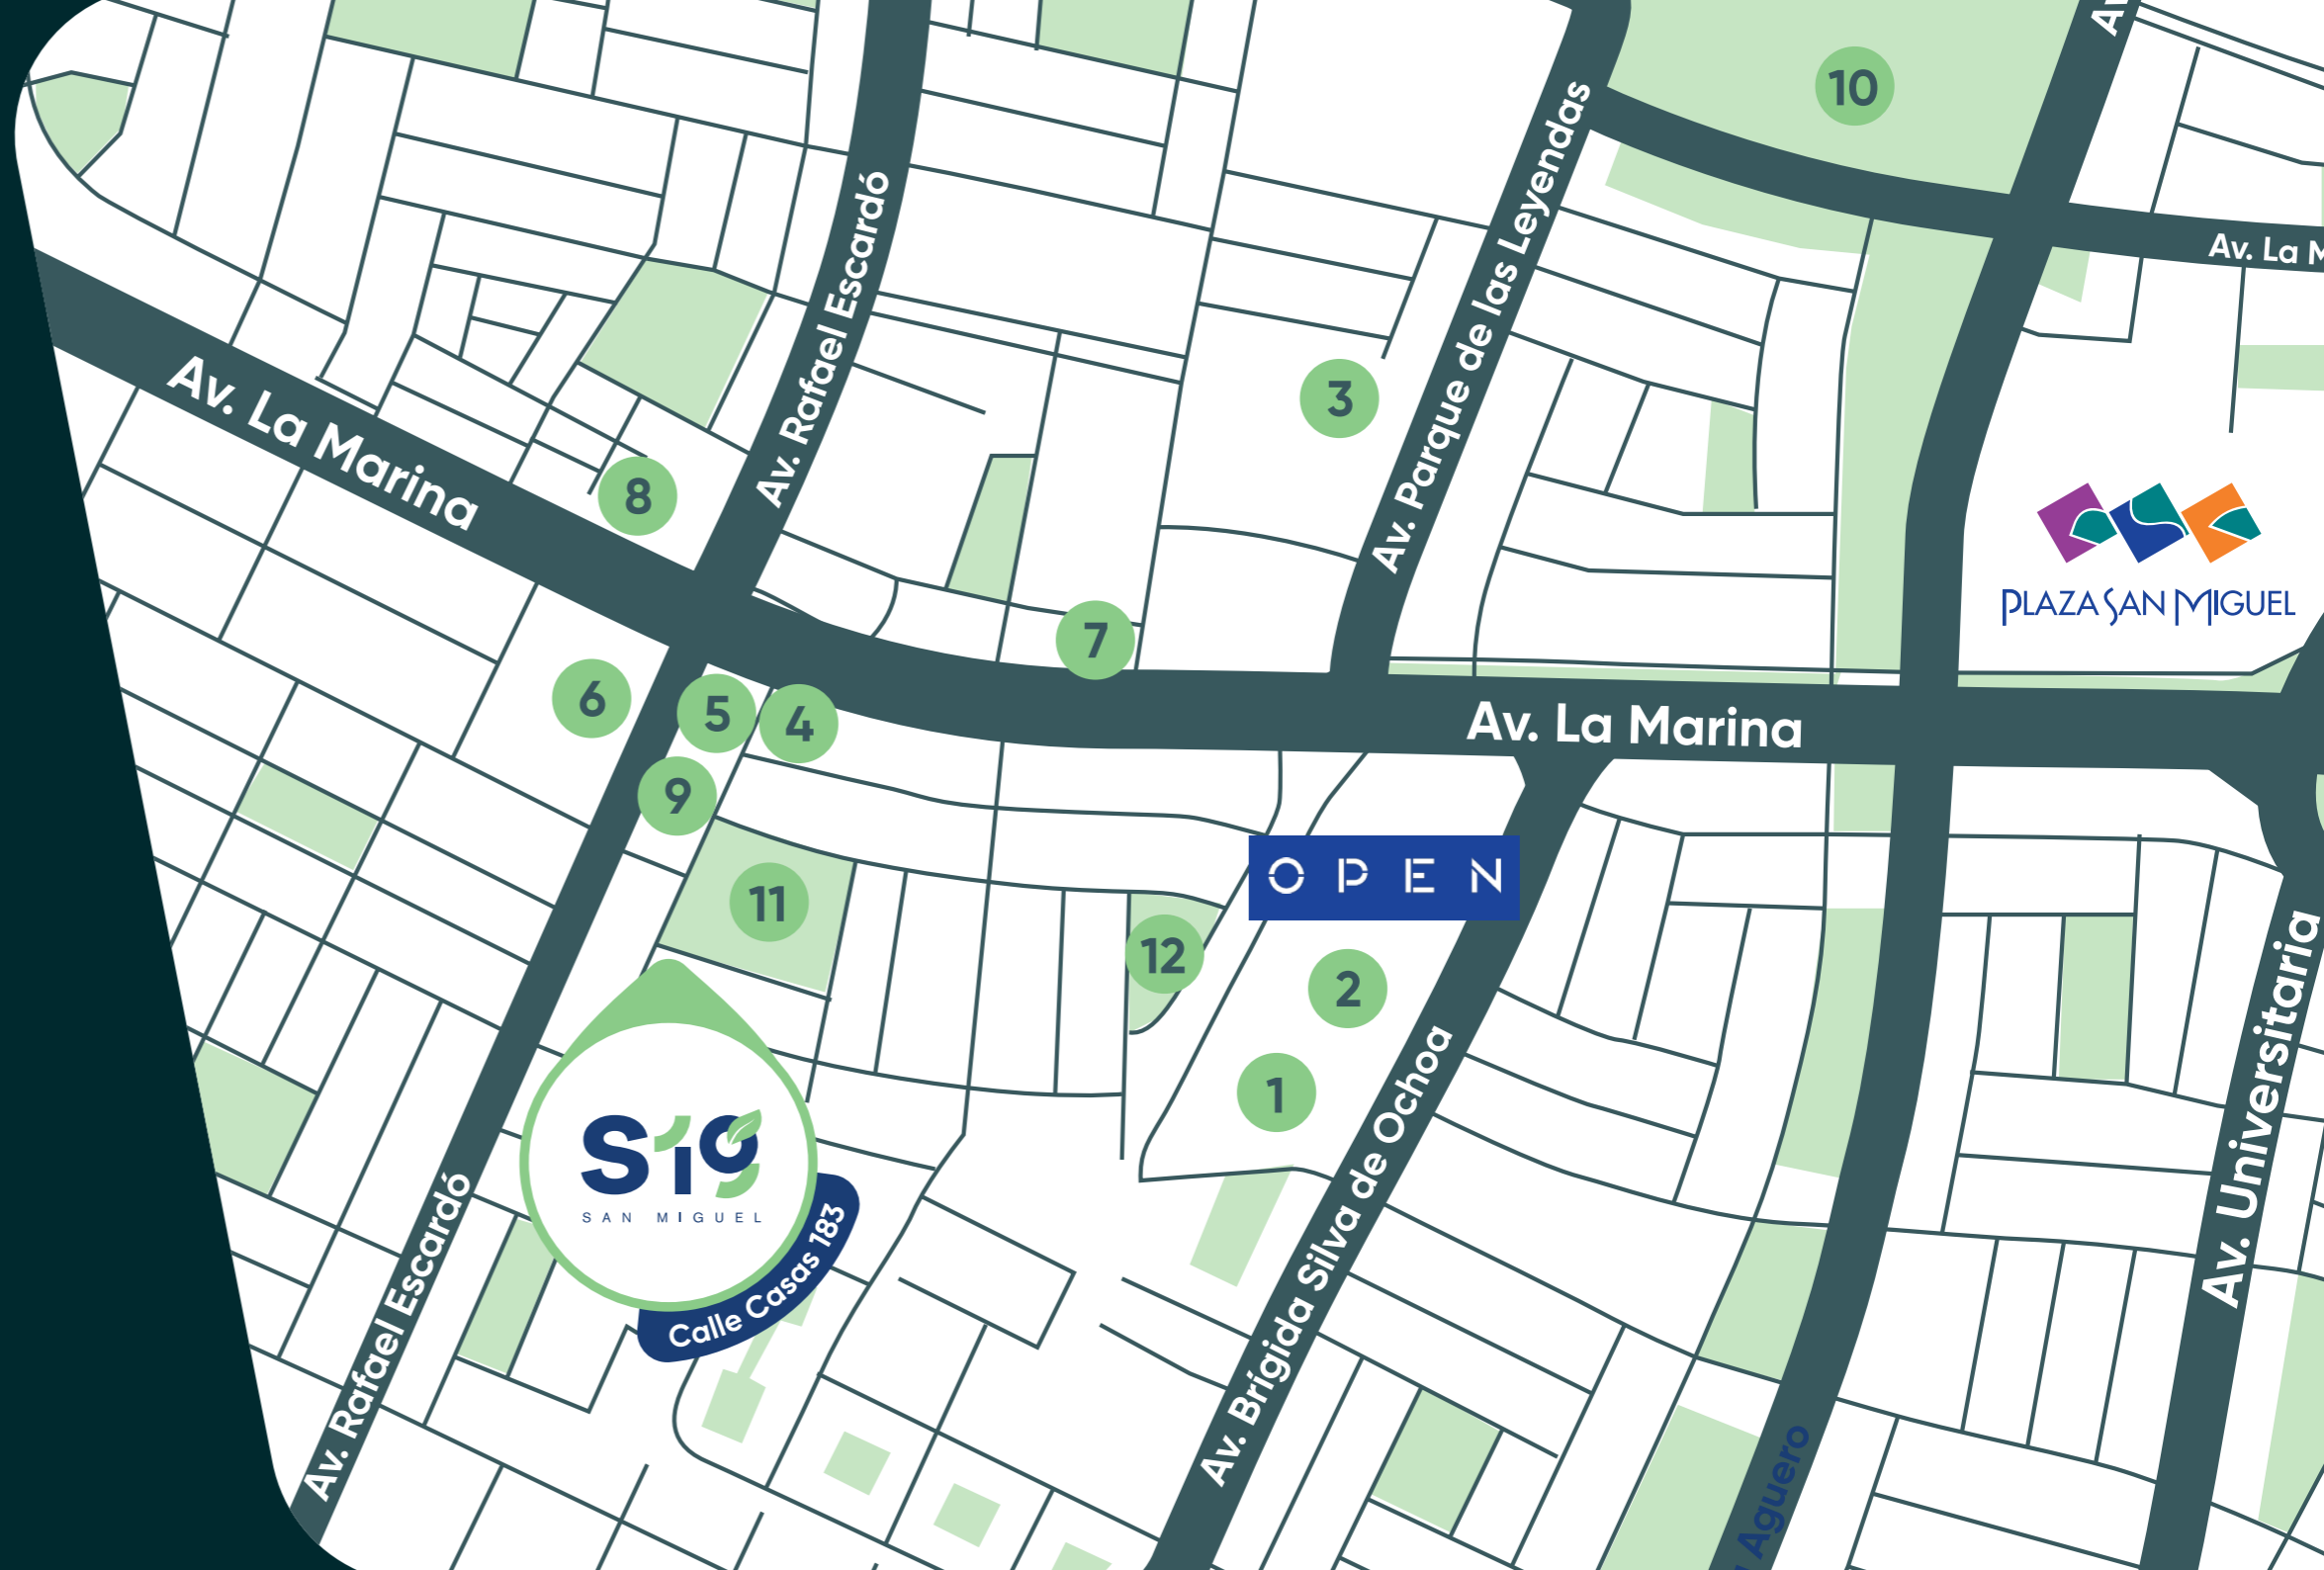 Av.
10
Av. La M
Av. Rafael Escardó
Av. Parque de las Leyendas
3
Av. La Marina
8
PLAZA SAN MIGUEL
7
6
5
4
Av. La Marina
9
OPEN
11
12
2
1
S19
SAN MIGUEL
Calle Casas 183
Av. Rafael Escardó
Av. Brígida Silva de Ochoa
Av. Universitaria
Aguero